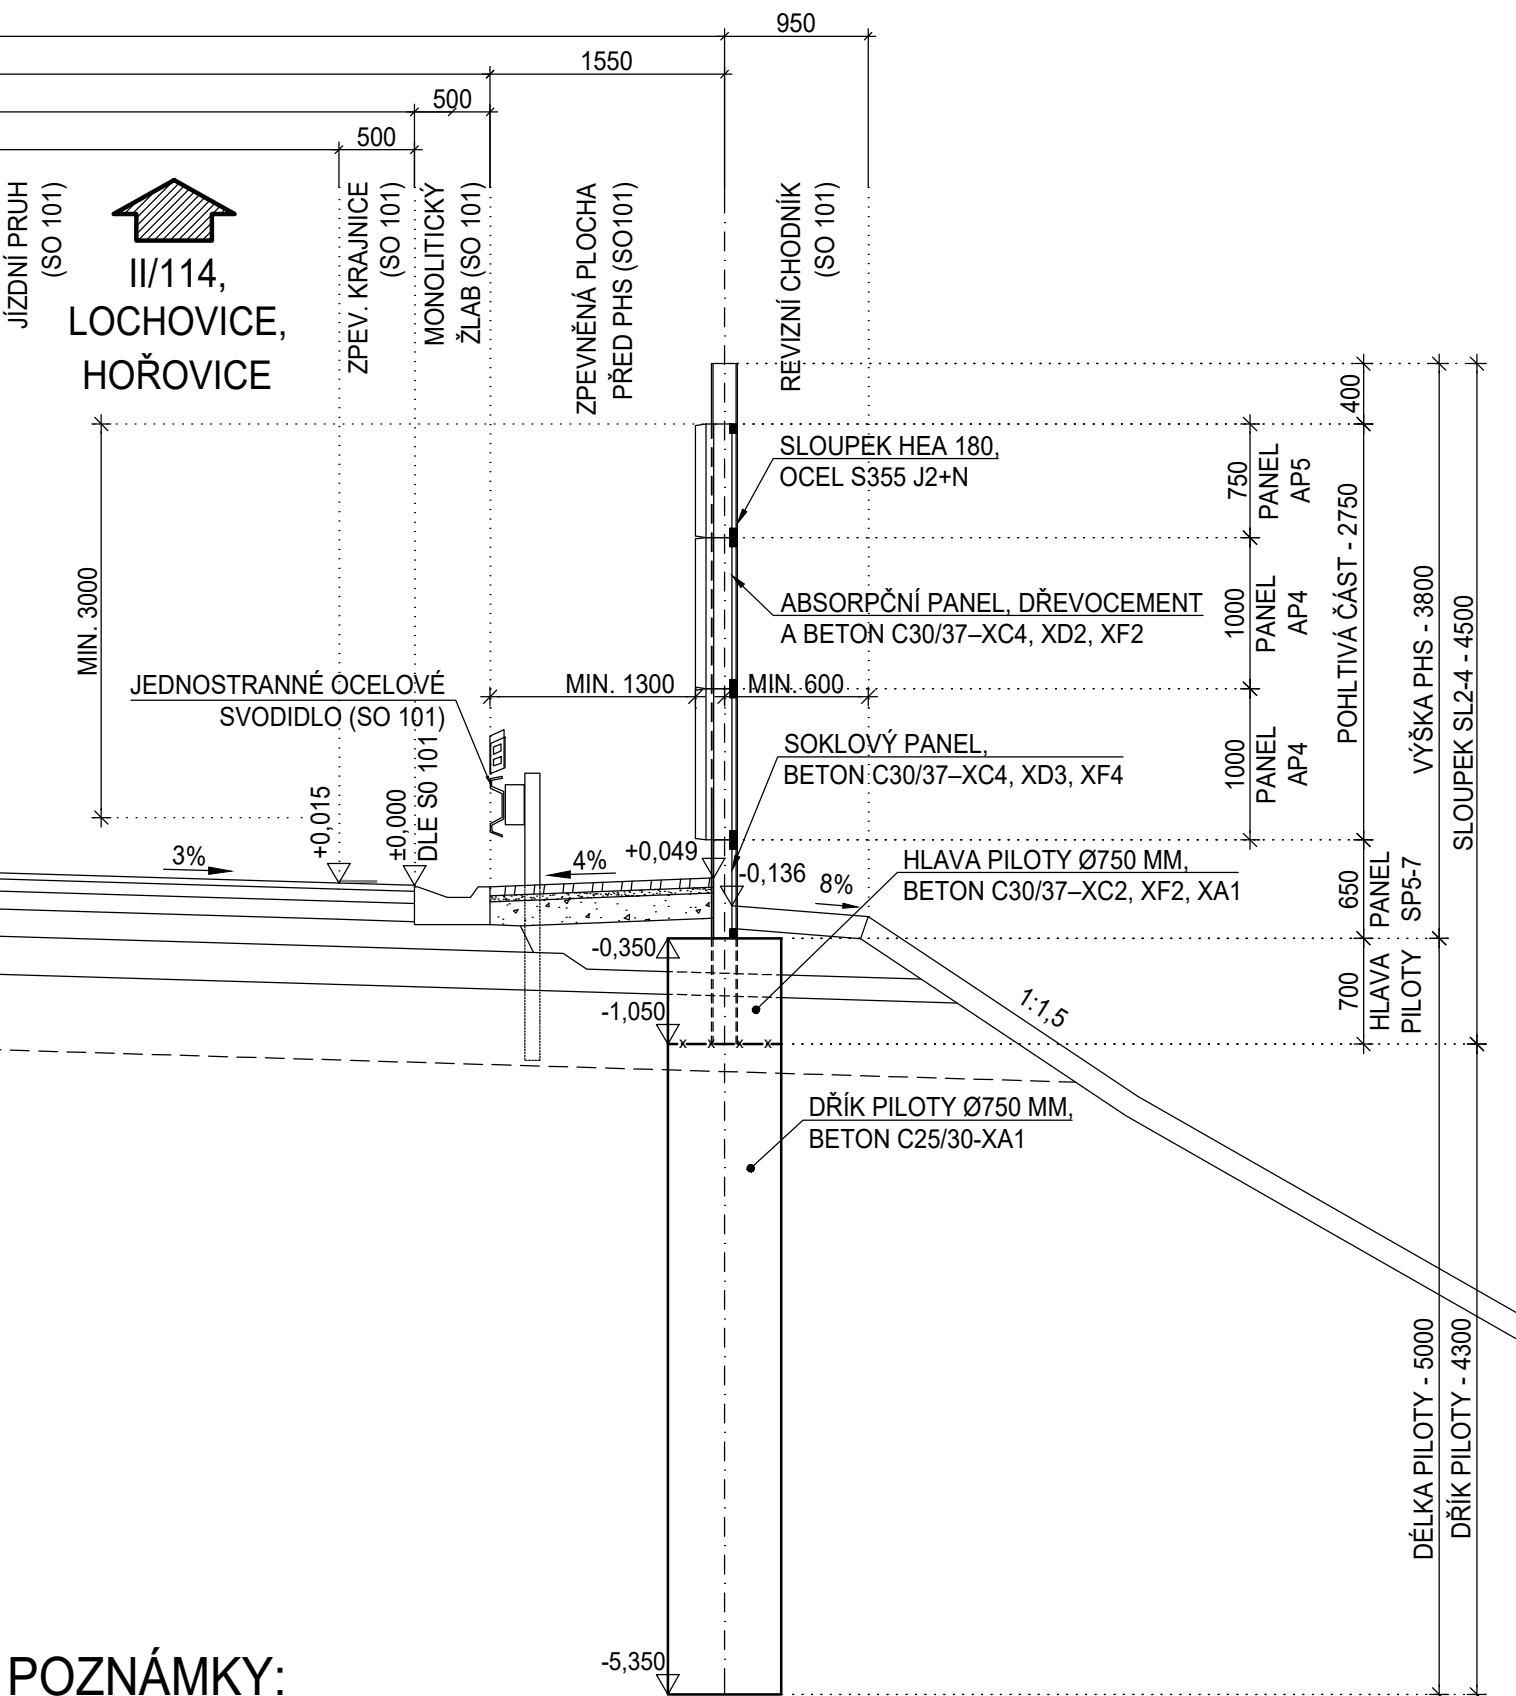 950
1550
500
500
JÍZDNÍ PRUH
(SO 101)
II/114,
LOCHOVICE,
HOŘOVICE
ZPEV. KRAJNICE
(SO 101)
MONOLITICKÝ
ŽLAB (SO 101)
ZPEVNĚNÁ PLOCHA
PŘED PHS (SO101)
REVIZNÍ CHODNÍK
(SO 101)
400
SLOUPEK HEA 180,
OCEL S355 J2+N
750
PANEL
AP5
MIN. 3000
ABSORPČNÍ PANEL, DŘEVOCEMENT
A BETON C30/37–XC4, XD2, XF2
1000
PANEL
AP4
POHLTIVÁ ČÁST - 2750
VÝŠKA PHS - 3800
SLOUPEK SL2-4 - 4500
JEDNOSTRANNÉ OCELOVÉ
SVODIDLO (SO 101)
MIN. 1300
MIN. 600
SOKLOVÝ PANEL,
BETON C30/37–XC4, XD3, XF4
1000
PANEL
AP4
+0,015
±0,000
DLE S0 101
3%
4%
+0,049
-0,136
8%
HLAVA PILOTY Ø750 MM,
BETON C30/37–XC2, XF2, XA1
650
PANEL
SP5-7
-0,350
-1,050
700
HLAVA
PILOTY
1:1,5
DŘÍK PILOTY Ø750 MM,
BETON C25/30-XA1
DÉLKA PILOTY - 5000
DŘÍK PILOTY - 4300
-5,350
POZNÁMKY: